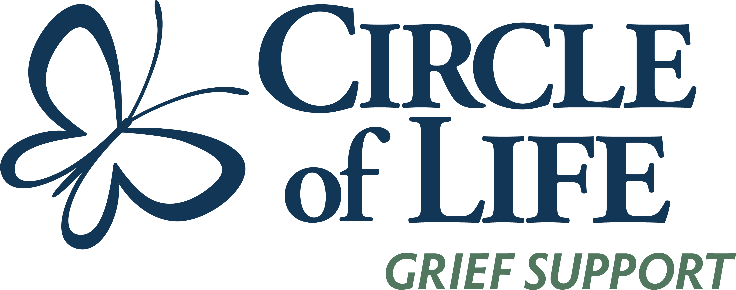 CIRCLE
of LIFE
GRIEF SUPPORT